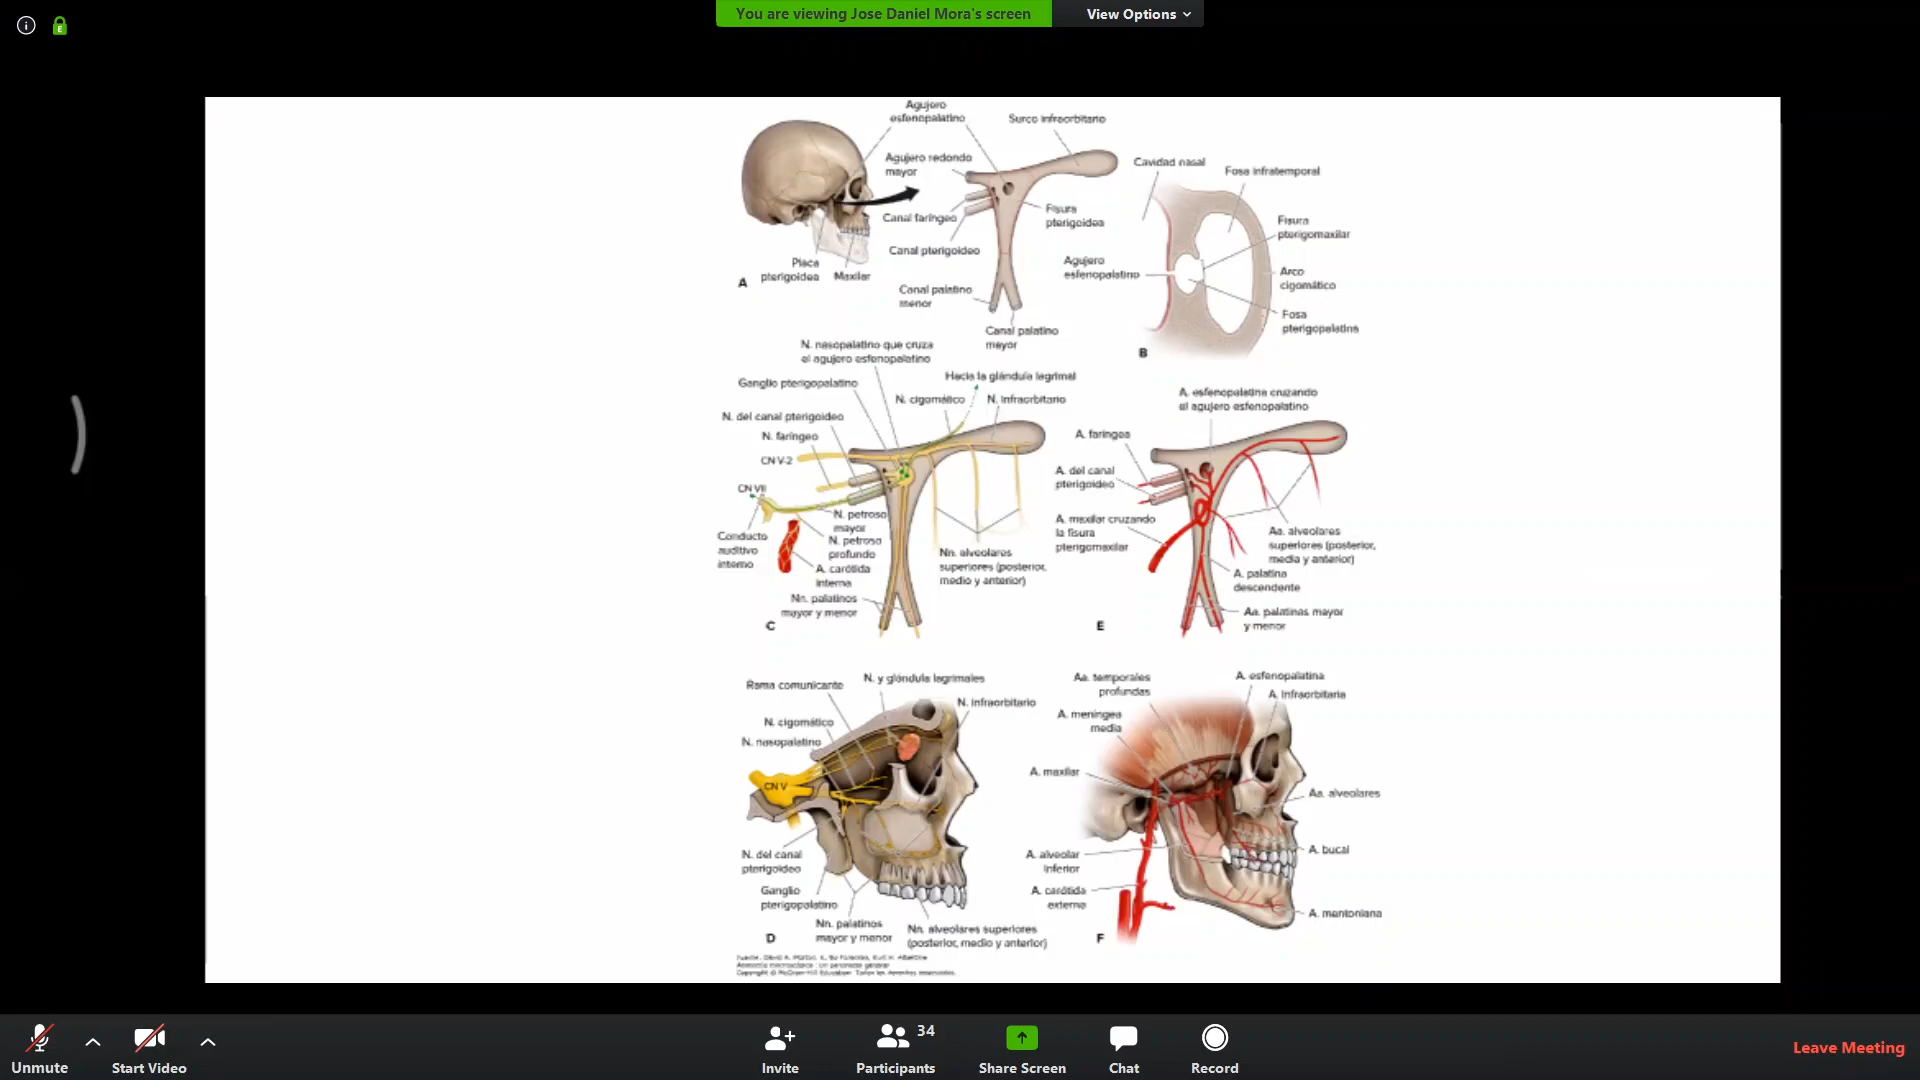 You are viewing Jose Daniel Mora's screen
View Options
Agujero
esfenopalatino
Surco infraorbitario
Agujero redondo
mayor
Cavidad nasal
Fosa infratemporal
Canal faríngeo
Fisura
pterigoidea
Fisura
pterigomaxilar
Canal pterigoideo
Placa
pterigoidea
Maxilar
Agujero
esfenopalatino
Arco
cigomático
A
Canal palatino
menor
Fosa
pterigopalatina
Canal palatino
mayor
B
N. nasopalatino que cruza
el agujero esfenopalatino
Ganglio pterigopalatino
Hacia la glándula lagrimal
N. cigomático
N. infraorbitario
N. del canal pterigoideo
N. faríngeo
CN V-2
CN VII
N. petroso
mayor
Conducto
auditivo
interno
N. petroso
profundo
A. carótida
interna
Nn. alveolares
superiores (posterior,
medio y anterior)
Nn. palatinos
mayor y menor
C
A. esfenopalatina cruzando
el agujero esfenopalatino
A. faríngea
A. del canal
pterigoideo
A. maxilar cruzando
la fisura
pterigomaxilar
Aa. alveolares
superiores (posterior,
media y anterior)
A. palatina
descendente
Aa. palatinas mayor
y menor
E
Rama comunicante
N. y glándula lagrimales
N. infraorbitario
N. cigomático
N. nasopalatino
CN V
N. del canal
pterigoideo
Ganglio
pterigopalatino
Nn. palatinos
mayor y menor
Nn. alveolares superiores
(posterior, medio y anterior)
D
Aa. temporales
profundas
A. esfenopalatina
A. infraorbitaria
A. meníngea
media
A. maxilar
Aa. alveolares
A. alveolar
inferior
A. bucal
A. carótida
externa
A. mentoniana
F
Copyright © McGraw-Hill Education. Todos los derechos reservados.
Unmute
Start Video
Invite
34
Participants
Share Screen
Chat
Record
Leave Meeting